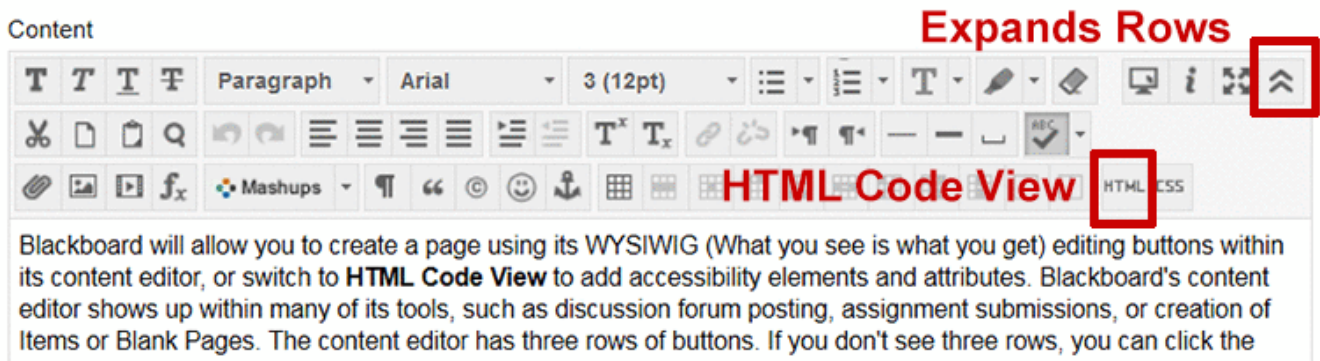 Content
Expands Rows
T T T T Paragraph Arial 3 (12pt) T i
T^x T_x ABC
f_x Mashups HTML Code View HTML CSS
Blackboard will allow you to create a page using its WYSIWIG (What you see is what you get) editing buttons within
its content editor, or switch to HTML Code View to add accessibility elements and attributes. Blackboard's content
editor shows up within many of its tools, such as discussion forum posting, assignment submissions, or creation of
Items or Blank Pages. The content editor has three rows of buttons. If you don't see three rows, you can click the